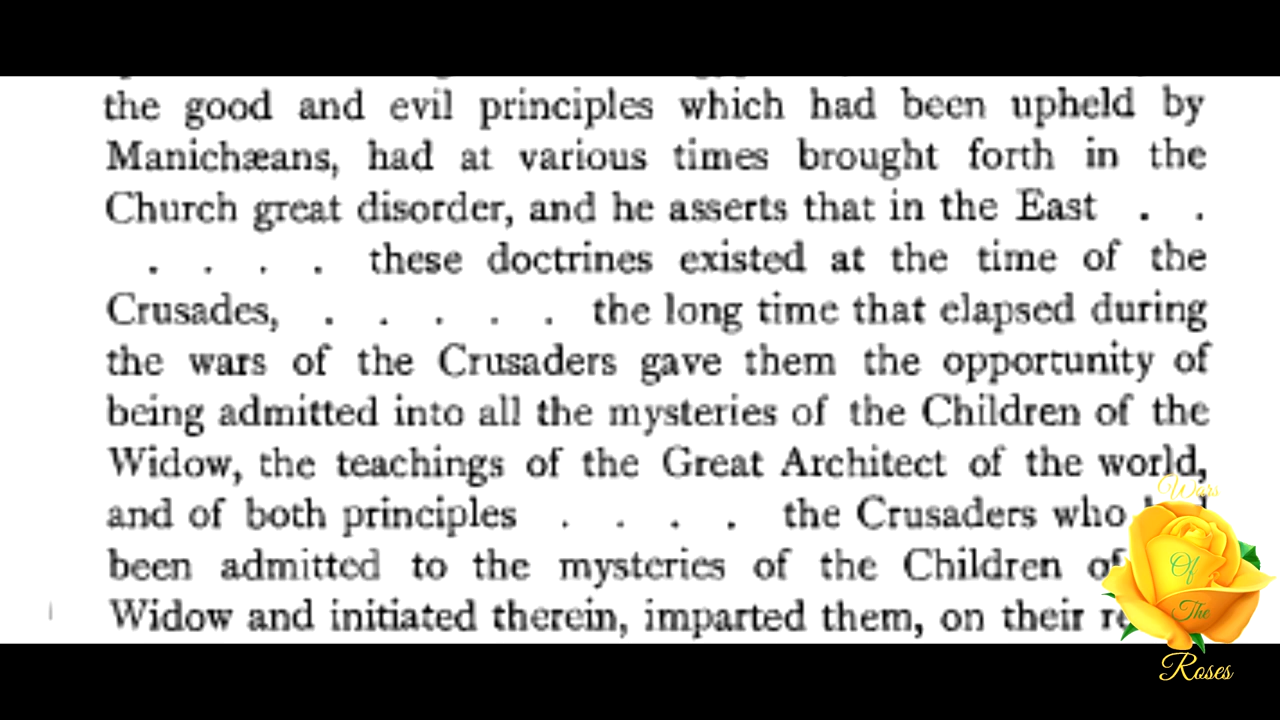 the good and evil principles which had been upheld by
Manichæans, had at various times brought forth in the
Church great disorder, and he asserts that in the East . .
. . . . these doctrines existed at the time of the
Crusades, . . . . . the long time that elapsed during
the wars of the Crusaders gave them the opportunity of
being admitted into all the mysteries of the Children of the
Widow, the teachings of the Great Architect of the world,
and of both principles . . . . the Crusaders who
been admitted to the mysteries of the Children of
Widow and initiated therein, imparted them, on their
Wars
Of
The
Roses